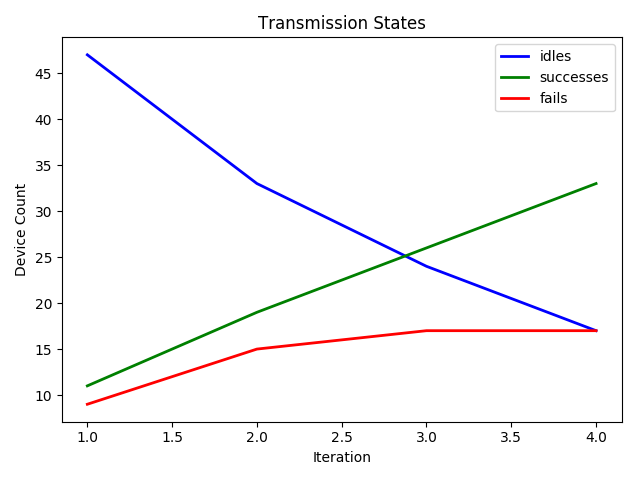 Transmission States
idles
successes
fails
Device Count
45
40
35
30
25
20
15
10
1.0 1.5 2.0 2.5 3.0 3.5 4.0
Iteration